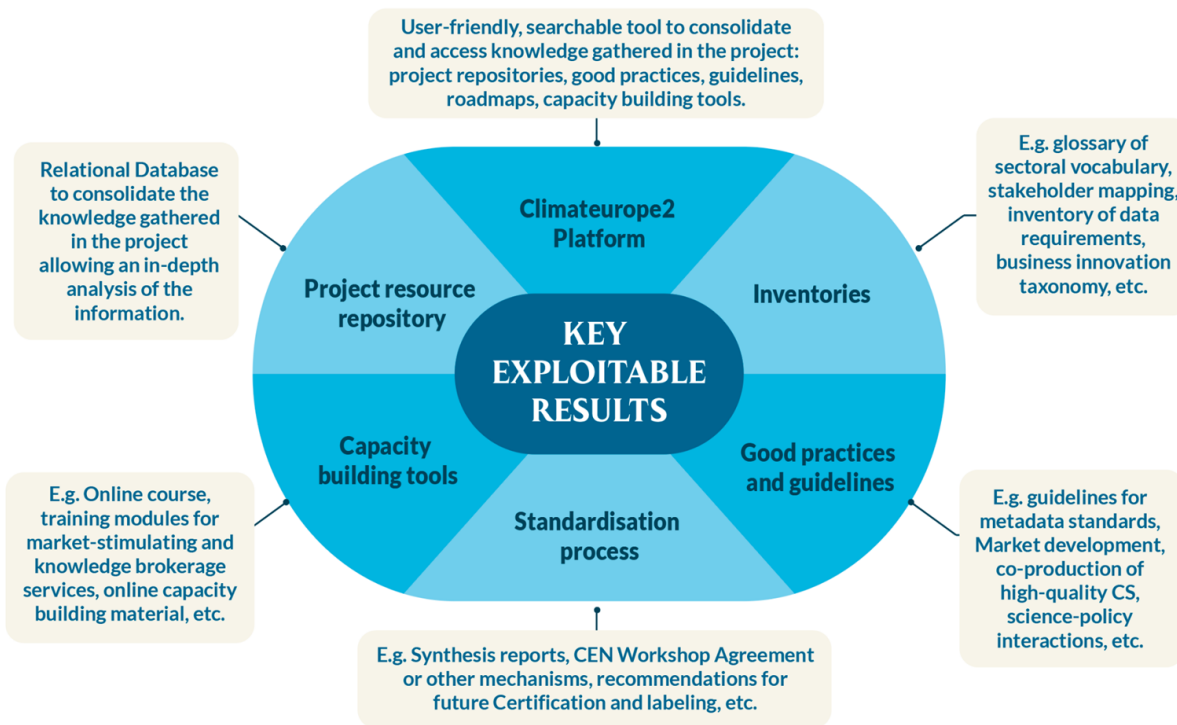 User-friendly, searchable tool to consolidate
and access knowledge gathered in the project:
project repositories, good practices, guidelines,
roadmaps, capacity building tools.
Relational Database
to consolidate the
knowledge gathered
in the project
allowing an in-depth
analysis of the
information.
E.g. glossary of
sectoral vocabulary,
stakeholder mapping,
inventory of data
requirements,
business innovation
taxonomy, etc.
Climateurope2
Platform
Project resource
repository
Inventories
KEY
EXPLOITABLE
RESULTS
Capacity
building tools
Good practices
and guidelines
Standardisation
process
E.g. Online course,
training modules for
market-stimulating and
knowledge brokerage
services, online capacity
building material, etc.
E.g. guidelines for
metadata standards,
Market development,
co-production of
high-quality CS,
science-policy
interactions, etc.
E.g. Synthesis reports, CEN Workshop Agreement
or other mechanisms, recommendations for
future Certification and labeling, etc.